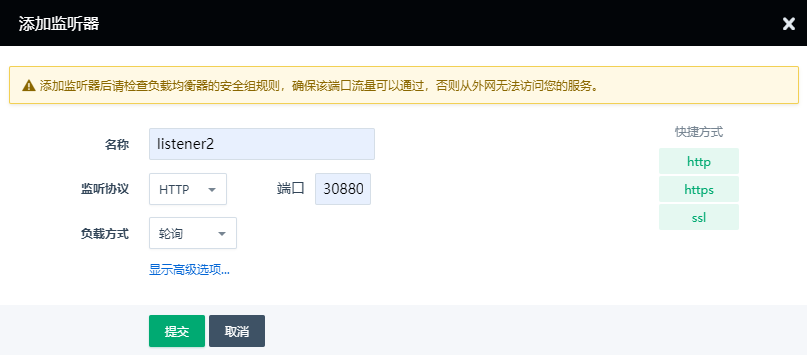 添加监听器
添加监听器后请检查负载均衡器的安全组规则，确保该端口流量可以通过，否则从外网无法访问您的服务。
快捷方式
名称 listener2
http
监听协议 HTTP 端口 30880
https
ssl
负载方式 轮询
显示高级选项...
提交 取消